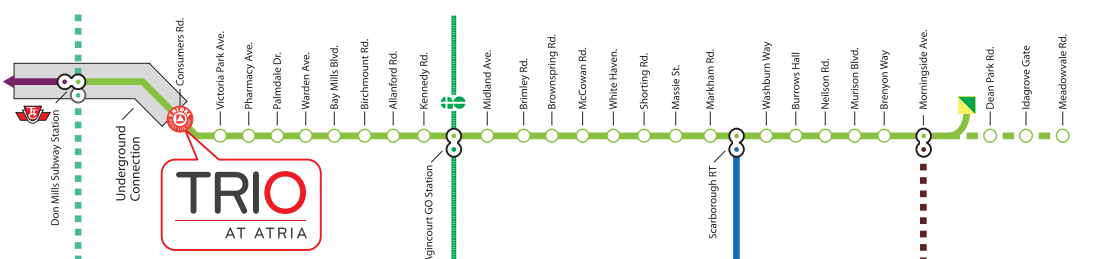 Don Mills Subway Station
Underground
Connection
Consumers Rd.
TRIO
AT ATRIA
Victoria Park Ave.
Pharmacy Ave.
Palmdale Dr.
Warden Ave.
Bay Mills Blvd.
Birchmount Rd.
Allanford Rd.
Kennedy Rd.
Agincourt GO Station
Midland Ave.
Brimley Rd.
Brownspring Rd.
McCowan Rd.
White Haven.
Shorting Rd.
Massie St.
Markham Rd.
Scarborough RT
Washburn Way
Burrows Hall
Neilson Rd.
Murison Blvd.
Brenyon Way
Morningside Ave.
Dean Park Rd.
Idagrove Gate
Meadowvale Rd.